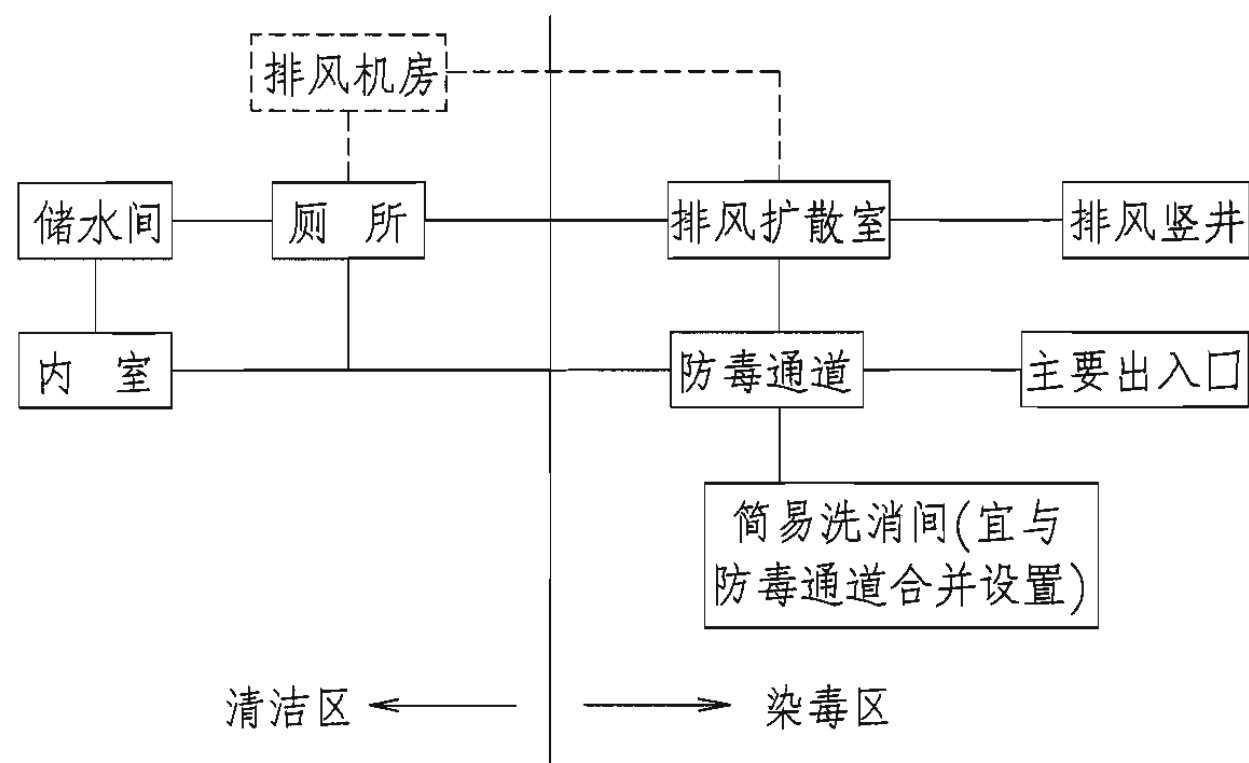 排风机房
储水间
厕所
排风扩散室
排风竖井
内室
防毒通道
主要出入口
简易洗消间(宜与
防毒通道合并设置)
清洁区
染毒区